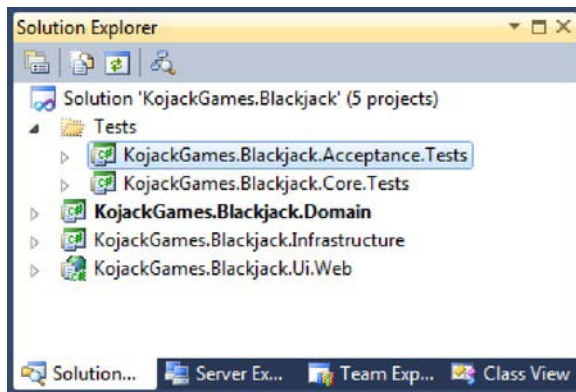 Solution Explorer
Solution 'KojackGames.Blackjack' (5 projects)
Tests
KojackGames.Blackjack.Acceptance.Tests
KojackGames.Blackjack.Core.Tests
KojackGames.Blackjack.Domain
KojackGames.Blackjack.Infrastructure
KojackGames.Blackjack.Ui.Web
Solution... Server Ex... Team Exp... Class View